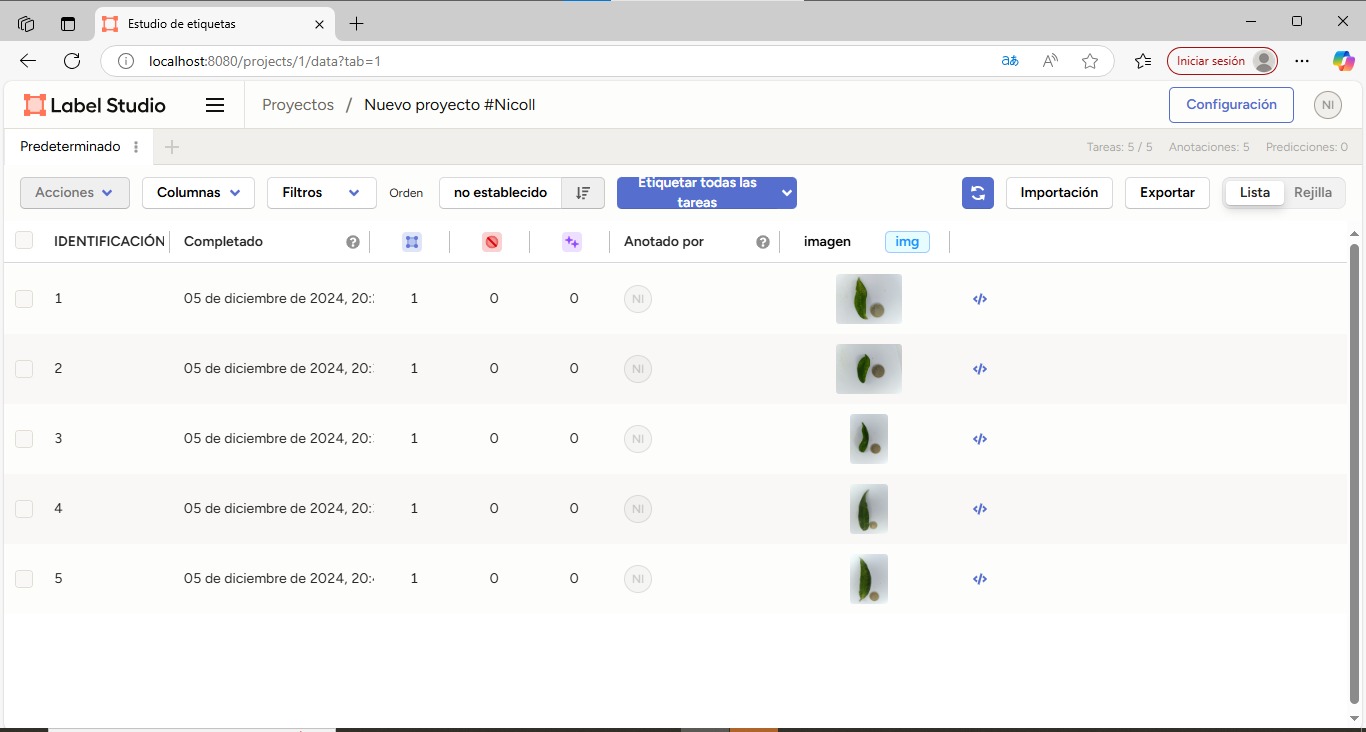 Estudio de etiquetas
localhost:8080/projects/1/data?tab=1
Iniciar sesión
Label Studio
Proyectos / Nuevo proyecto #Nicoll
Configuración
NI
Predeterminado
Tareas: 5 / 5 Anotaciones: 5 Predicciones: 0
Acciones
Columnas
Filtros
Orden
no establecido
Etiquetar todas las
tareas
Importación
Exportar
Lista
Rejilla
IDENTIFICACIÓN Completado Anotado por imagen img
1 05 de diciembre de 2024, 20: 1 0 0 NI
2 05 de diciembre de 2024, 20: 1 0 0 NI
3 05 de diciembre de 2024, 20: 1 0 0 NI
4 05 de diciembre de 2024, 20: 1 0 0 NI
5 05 de diciembre de 2024, 20: 1 0 0 NI